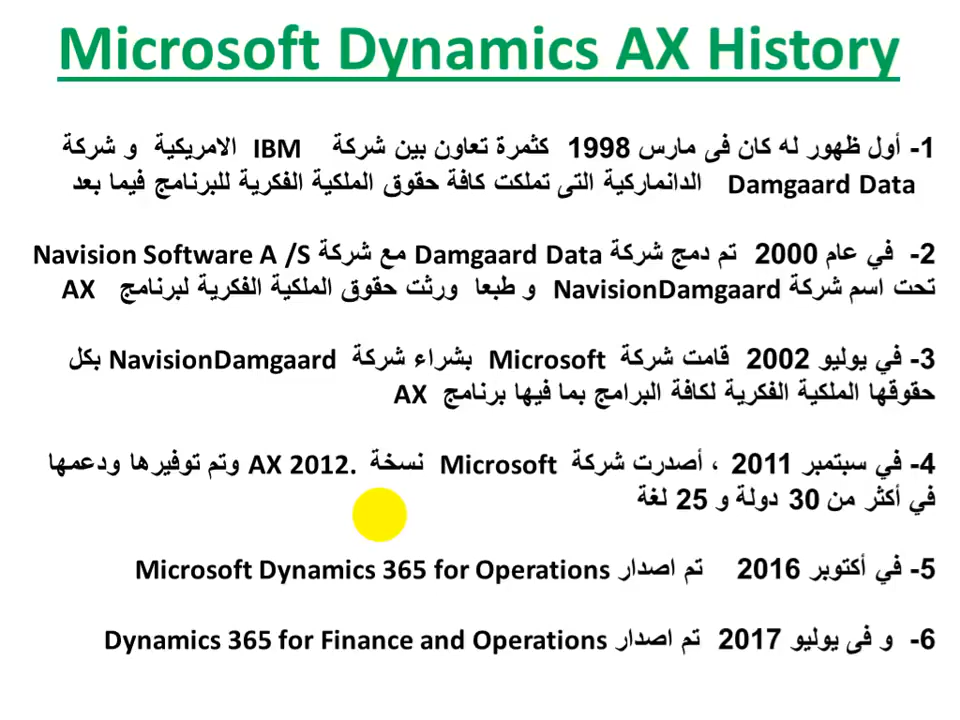 Microsoft Dynamics AX History
1- أول ظهور له كان فى مارس 1998 كثمرة تعاون بين شركة IBM الامريكية و شركة
Damgaard Data الدانماركية التى تملكت كافة حقوق الملكية الفكرية للبرنامج فيما بعد
2- في عام 2000 تم دمج شركة Damgaard Data مع شركة Navision Software A /S
تحت اسم شركة NavisionDamgaard و طبعا ورثت حقوق الملكية الفكرية لبرنامج AX
3- في يوليو 2002 قامت شركة Microsoft بشراء شركة NavisionDamgaard بكل
حقوقها الملكية الفكرية لكافة البرامج بما فيها برنامج AX
4- في سبتمبر 2011 ، أصدرت شركة Microsoft نسخة AX 2012. وتم توفيرها ودعمها
في أكثر من 30 دولة و 25 لغة
5- في أكتوبر 2016 تم اصدار Microsoft Dynamics 365 for Operations
6- و فى يوليو 2017 تم اصدار Dynamics 365 for Finance and Operations